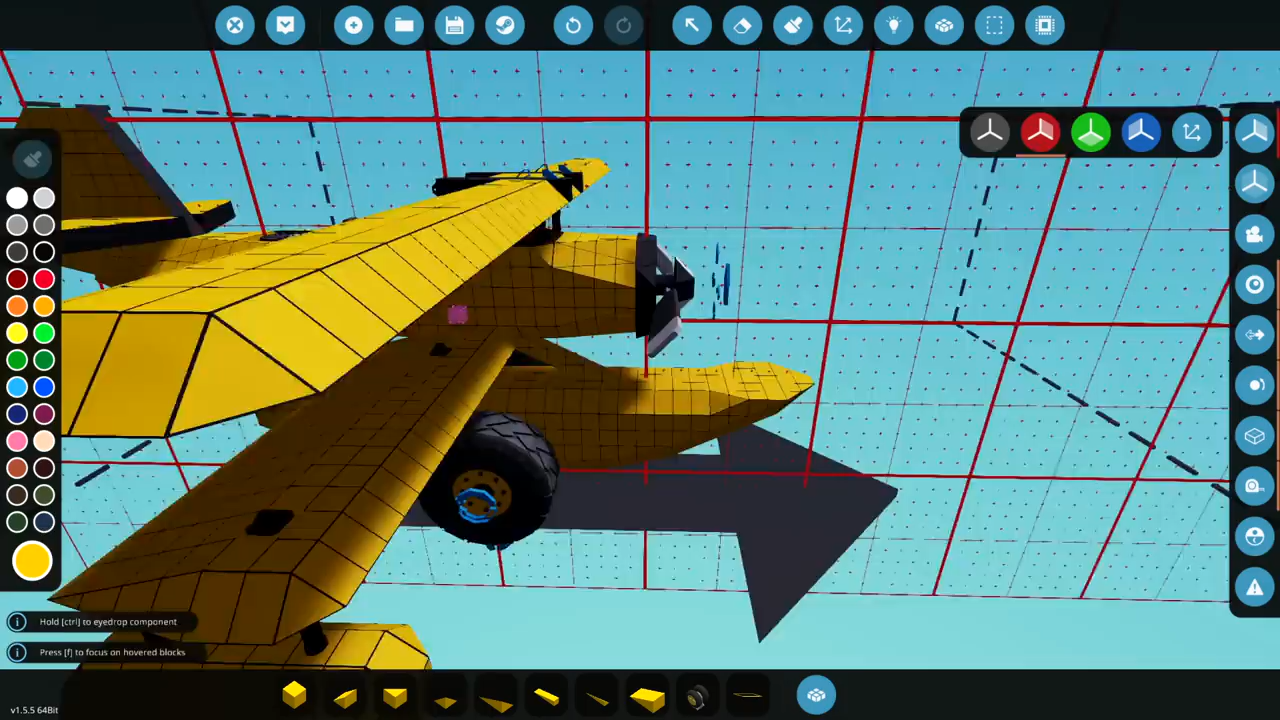 Hold [ctrl] to eyedrop component
Press [f] to focus on hovered blocks
v1.5.5 64Bit